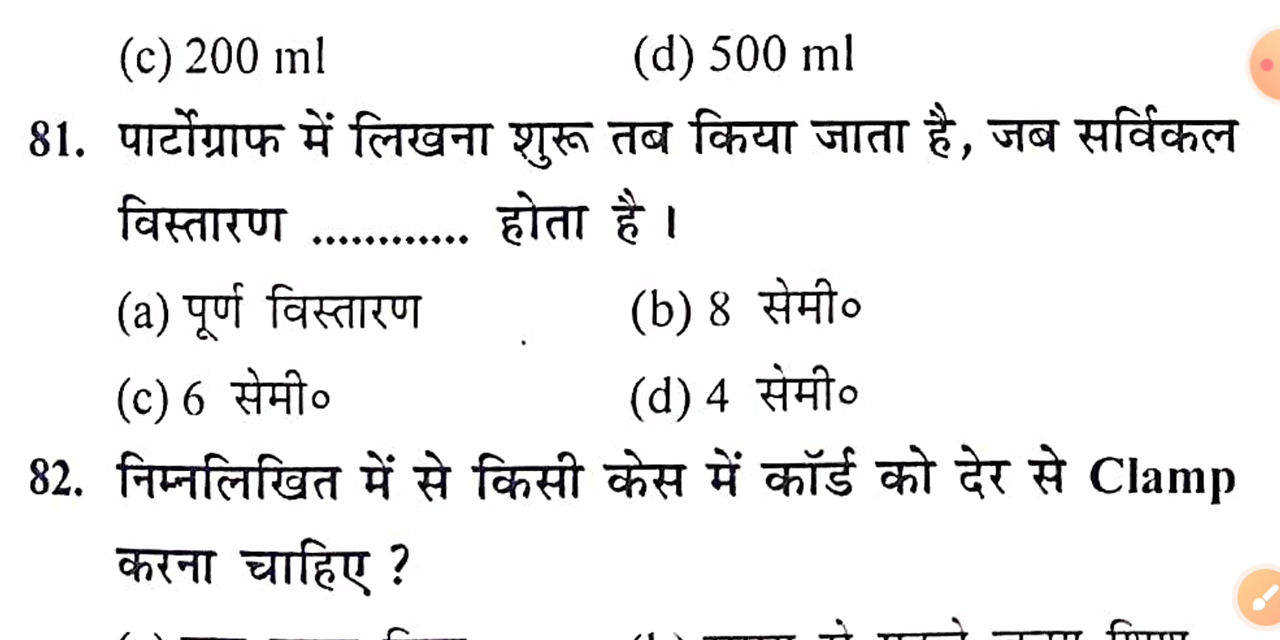 (c) 200 ml (d) 500 ml
81. पार्टोग्राफ में लिखना शुरू तब किया जाता है, जब सर्विकल
विस्तारण ............ होता है ।
(a) पूर्ण विस्तारण (b) 8 सेमी०
(c) 6 सेमी० (d) 4 सेमी०
82. निम्नलिखित में से किसी केस में कॉर्ड को देर से Clamp
करना चाहिए ?